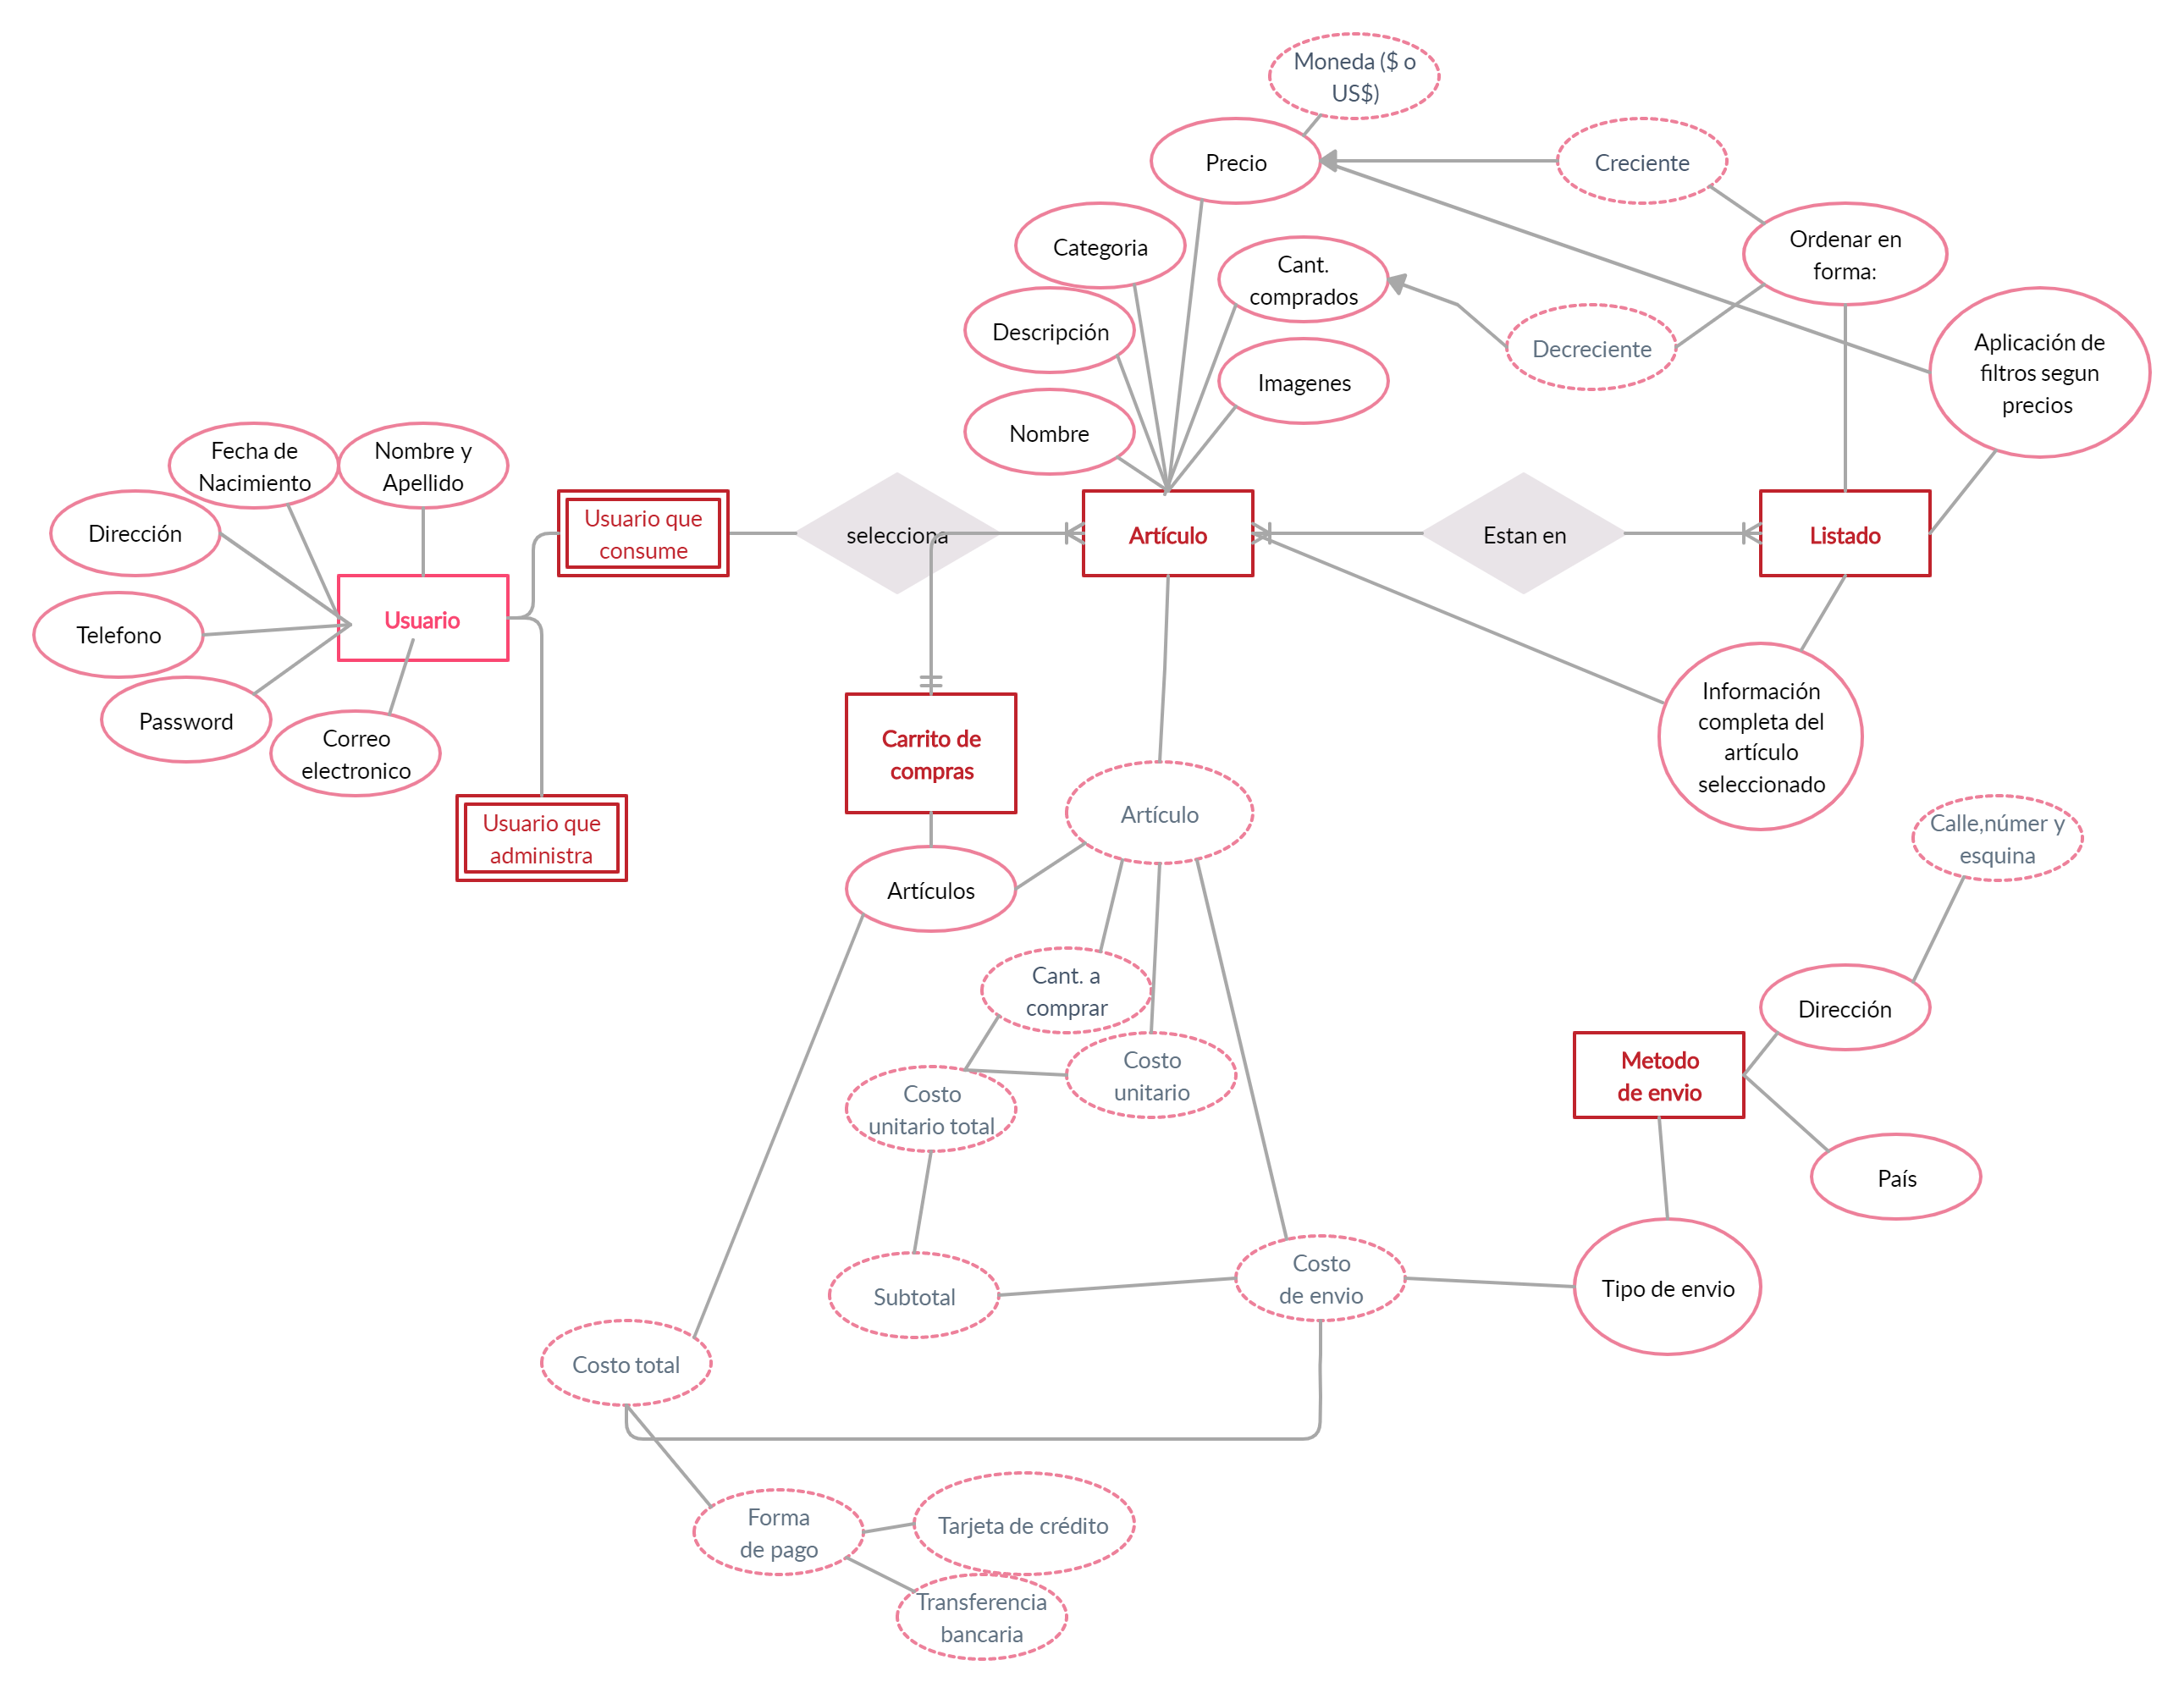 Moneda ($ o
US$)
Precio
Creciente
Categoria
Ordenar en
forma:
Cant.
comprados
Descripción
Decreciente
Aplicación de
filtros segun
precios
Imagenes
Nombre
Fecha de
Nacimiento
Nombre y
Apellido
Dirección
Usuario que
consume
selecciona
Artículo
Estan en
Listado
Usuario
Telefono
Password
Correo
electronico
Carrito de
compras
Información
completa del
artículo
seleccionado
Usuario que
administra
Artículo
Calle,númer y
esquina
Artículos
Cant. a
comprar
Dirección
Costo
unitario
Metodo
de envio
Costo
unitario total
País
Costo
de envio
Subtotal
Tipo de envio
Costo total
Forma
de pago
Tarjeta de crédito
Transferencia
bancaria